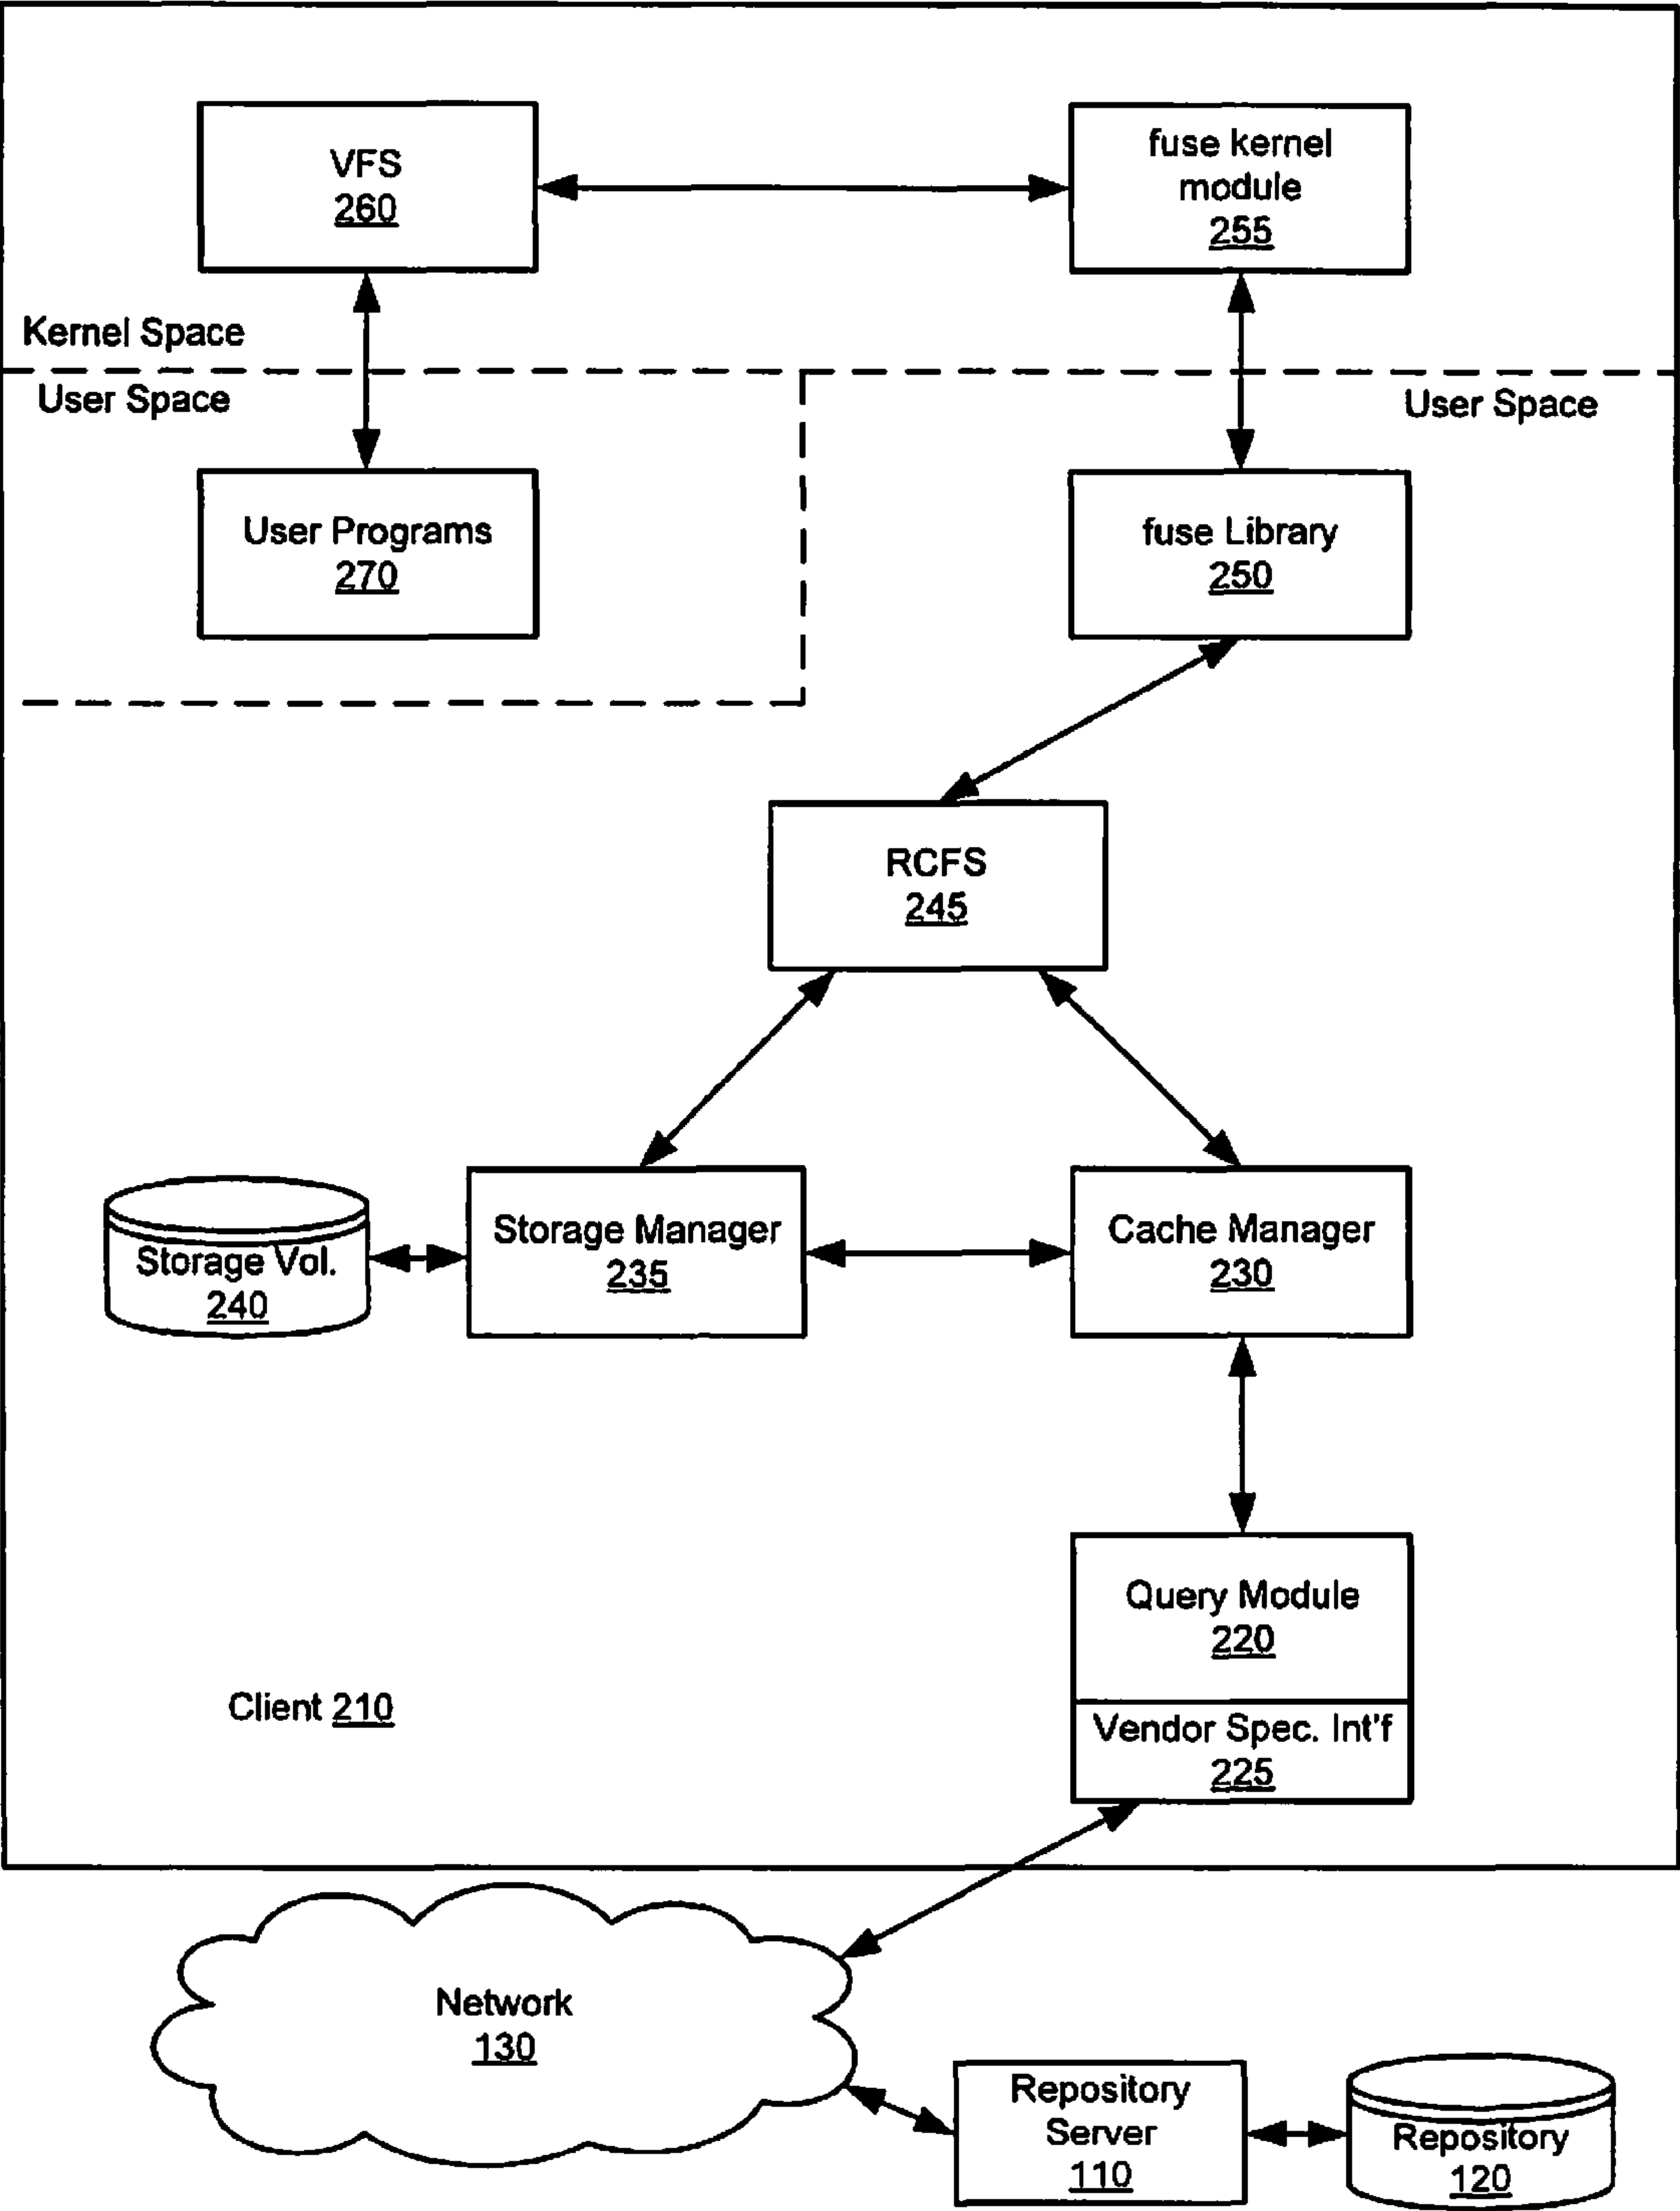 VFS
260
fuse kernel
module
255
Kernel Space
User Space
User Space
User Programs
270
fuse Library
250
RCFS
245
Storage Vol.
240
Storage Manager
235
Cache Manager
230
Query Module
220
Vendor Spec. Int'f
225
Client 210
Network
130
Repository
Server
110
Repository
120